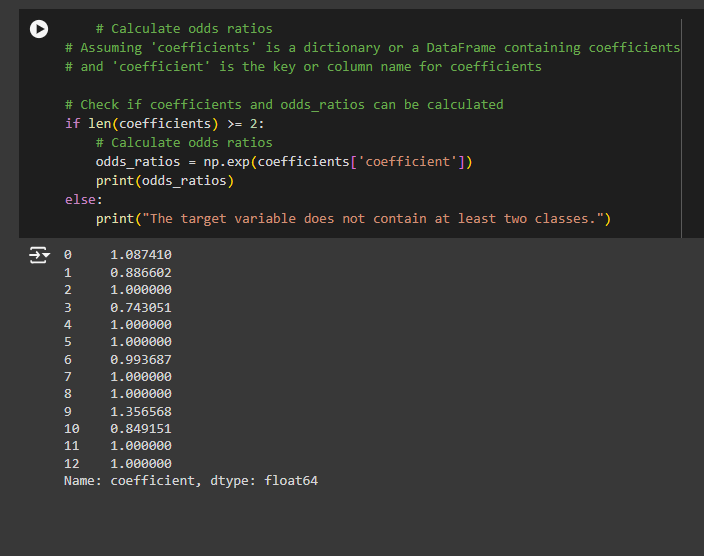 # Calculate odds ratios
# Assuming 'coefficients' is a dictionary or a DataFrame containing coefficients
# and 'coefficient' is the key or column name for coefficients
# Check if coefficients and odds_ratios can be calculated
if len(coefficients) >= 2:
# Calculate odds ratios
odds_ratios = np.exp(coefficients['coefficient'])
print(odds_ratios)
else:
print("The target variable does not contain at least two classes.")
0 1.087410
1 0.886602
2 1.000000
3 0.743051
4 1.000000
5 1.000000
6 0.993687
7 1.000000
8 1.000000
9 1.356568
10 0.849151
11 1.000000
12 1.000000
Name: coefficient, dtype: float64